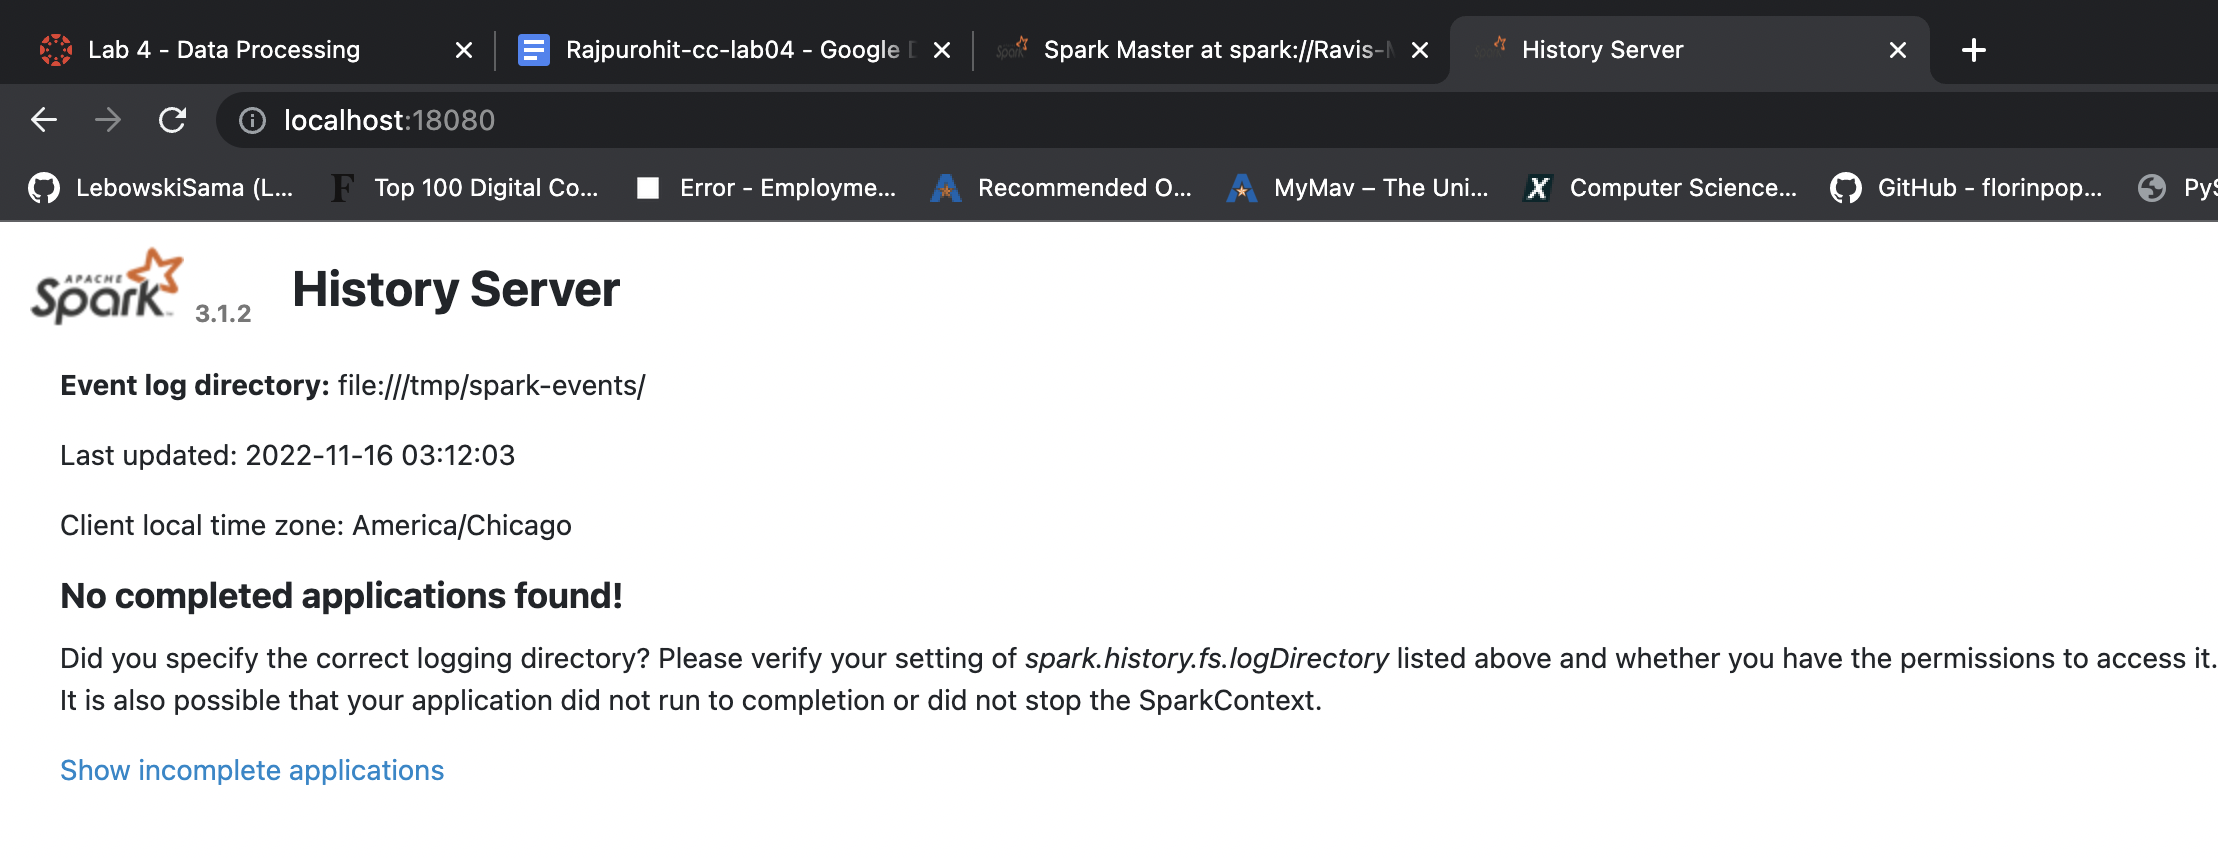 Lab 4 - Data Processing
Rajpurohit-cc-lab04 - Google
Spark Master at spark://Ravis-
History Server
localhost:18080
LebowskiSama (L...
Top 100 Digital Co...
Error - Employme...
Recommended O...
MyMav – The Uni...
Computer Science...
GitHub - florinpop...
APACHE
Spark 3.1.2
History Server
Event log directory: file:///tmp/spark-events/
Last updated: 2022-11-16 03:12:03
Client local time zone: America/Chicago
No completed applications found!
Did you specify the correct logging directory? Please verify your setting of spark.history.fs.logDirectory listed above and whether you have the permissions to access it.
It is also possible that your application did not run to completion or did not stop the SparkContext.
Show incomplete applications